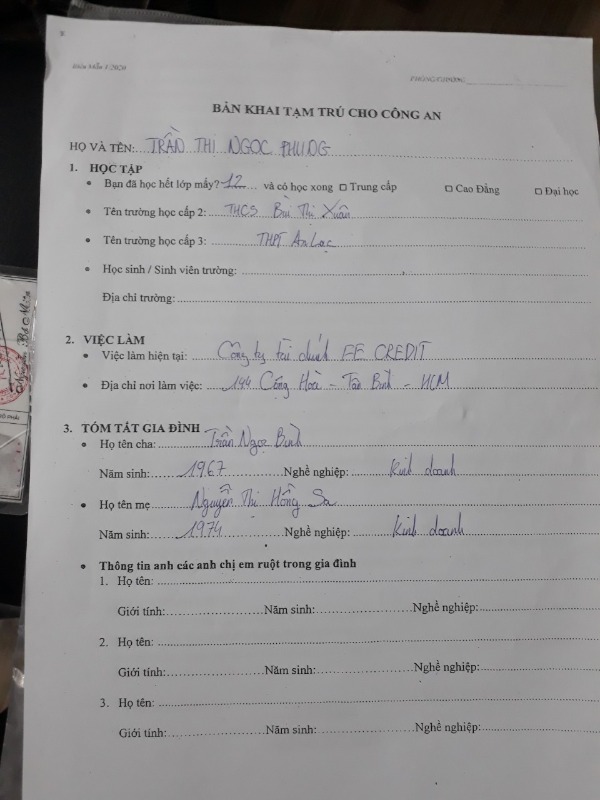 BẢN KHAI TẠM TRÚ CHO CÔNG AN
HỌ VÀ TÊN: TRẦN THI NGỌC PHUNG
1. HỌC TẬP
• Bạn đã học hết lớp mấy? 12 và có học xong □ Trung cấp □ Cao Đẳng □ Đại học
• Tên trường học cấp 2: THCS Bùi Thị Xuân
• Tên trường học cấp 3: THPT An Lạc
• Học sinh / Sinh viên trường:
Địa chỉ trường:
2. VIỆC LÀM
• Việc làm hiện tại: Công ty tài chính FE CREDIT
• Địa chỉ nơi làm việc: 144 Cộng Hoà - Tân Bình - HCM
3. TÓM TẮT GIA ĐÌNH
• Họ tên cha: Trần Ngọc Bình
Năm sinh: 1967 Nghề nghiệp: Kinh doanh
• Họ tên mẹ Nguyễn Thị Hồng Sa
Năm sinh: 1974 Nghề nghiệp: Kinh doanh
• Thông tin anh các anh chị em ruột trong gia đình
1. Họ tên:
Giới tính: Năm sinh: Nghề nghiệp:
2. Họ tên:
Giới tính: Năm sinh: Nghề nghiệp:
3. Họ tên:
Giới tính: Năm sinh: Nghề nghiệp: